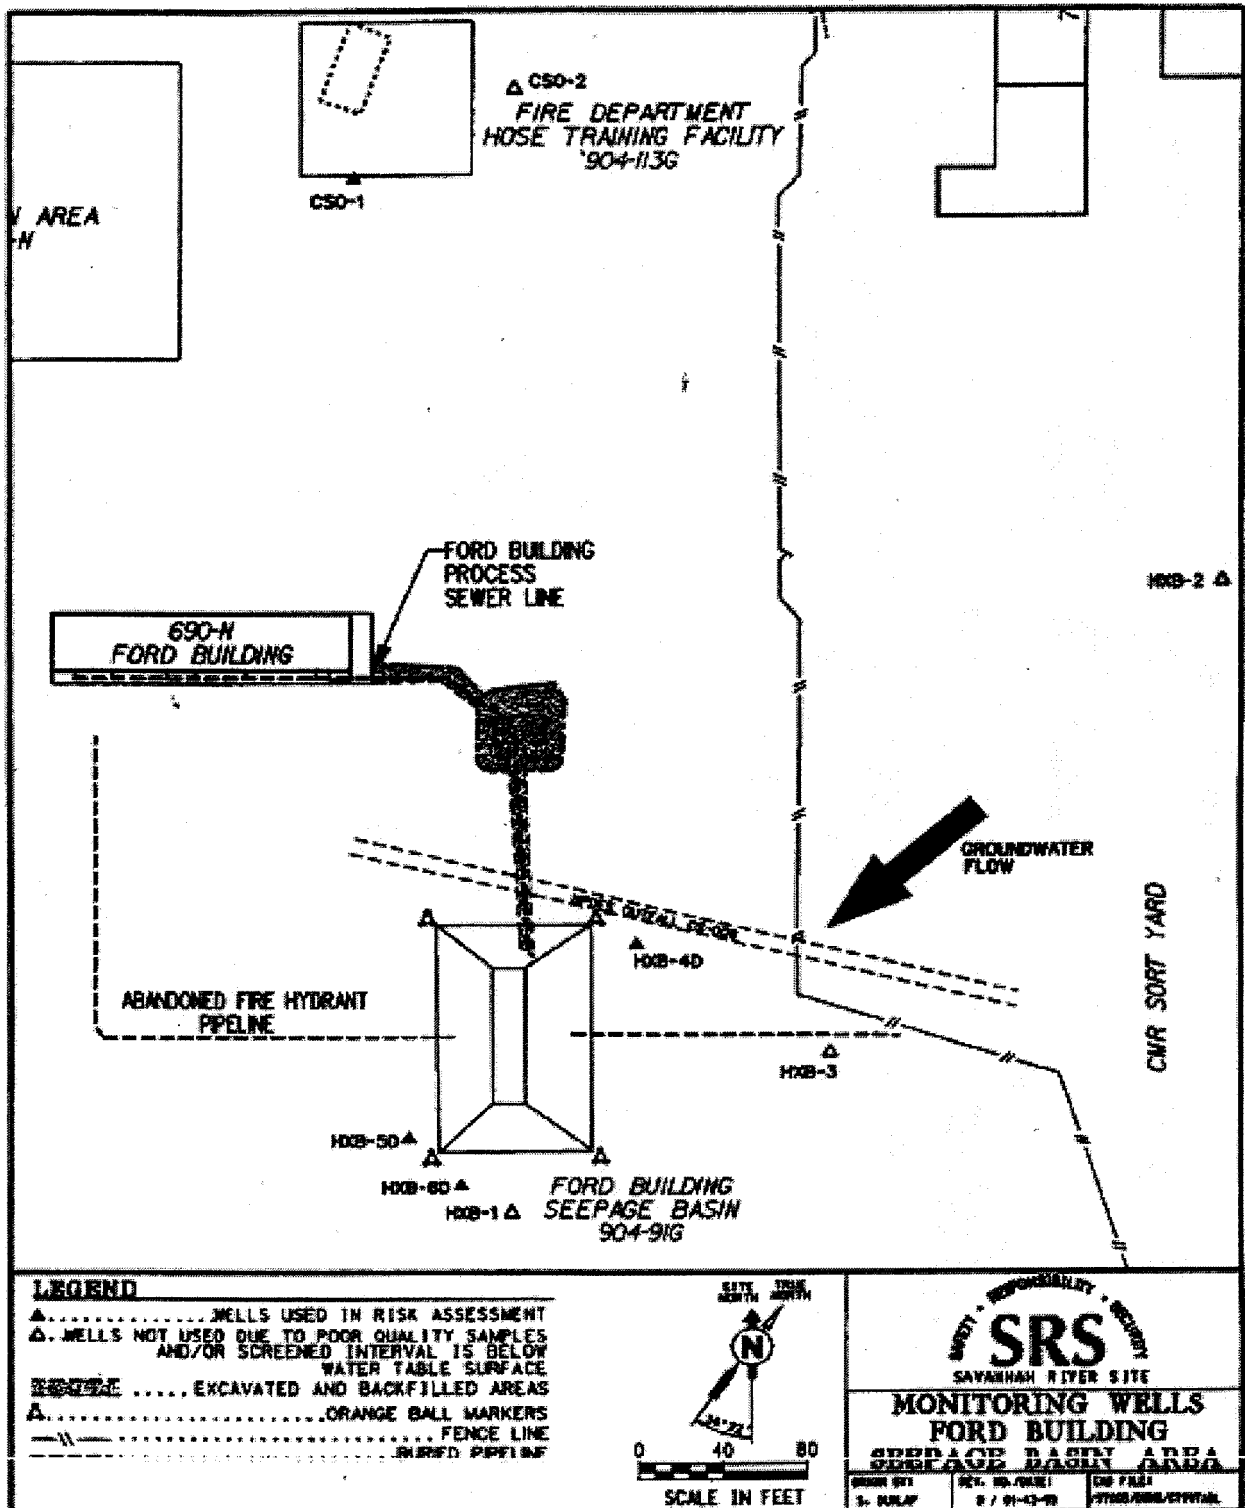 CSO-2
FIRE DEPARTMENT
HOSE TRAINING FACILITY
904-113G
CSO-1
AREA
-N
FORD BUILDING
PROCESS
SEWER LINE
HXB-2
690-N
FORD BUILDING
GROUNDWATER
FLOW
HXB-4D
ABANDONED FIRE HYDRANT
PIPELINE
CMR SORT YARD
HXB-3
HXB-5D
HXB-6D
HXB-1
FORD BUILDING
SEEPAGE BASIN
904-91G
LEGEND
WELLS USED IN RISK ASSESSMENT
WELLS NOT USED DUE TO POOR QUALITY SAMPLES
AND/OR SCREENED INTERVAL IS BELOW
WATER TABLE SURFACE
EXCAVATED AND BACKFILLED AREAS
ORANGE BALL MARKERS
FENCE LINE
BURIED PIPELINE
SITE NORTH
TRUE NORTH
N
0 40 80
SCALE IN FEET
SAFETY • RESPONSIBILITY • SECURITY
SRS
SAVANNAH RIVER SITE
MONITORING WELLS
FORD BUILDING
SEEPAGE BASIN AREA